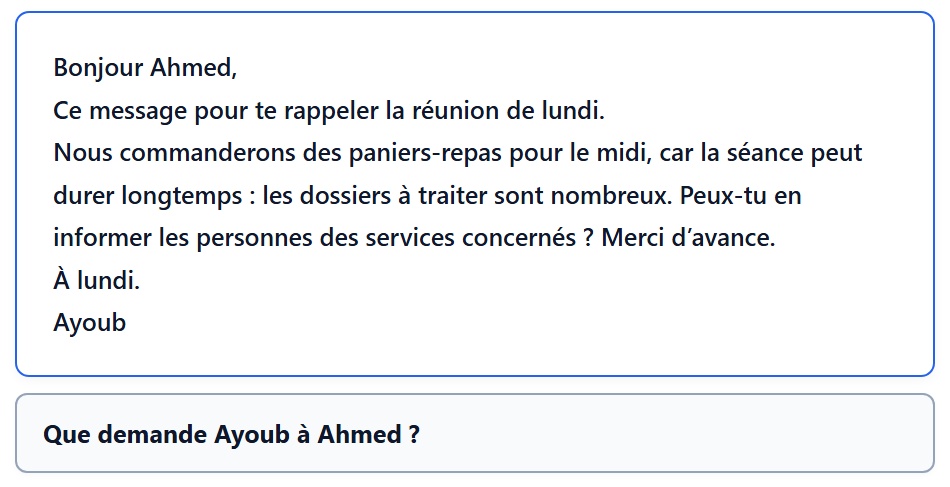 Bonjour Ahmed,
Ce message pour te rappeler la réunion de lundi.
Nous commanderons des paniers-repas pour le midi, car la séance peut
durer longtemps : les dossiers à traiter sont nombreux. Peux-tu en
informer les personnes des services concernés ? Merci d’avance.
À lundi.
Ayoub
Que demande Ayoub à Ahmed ?